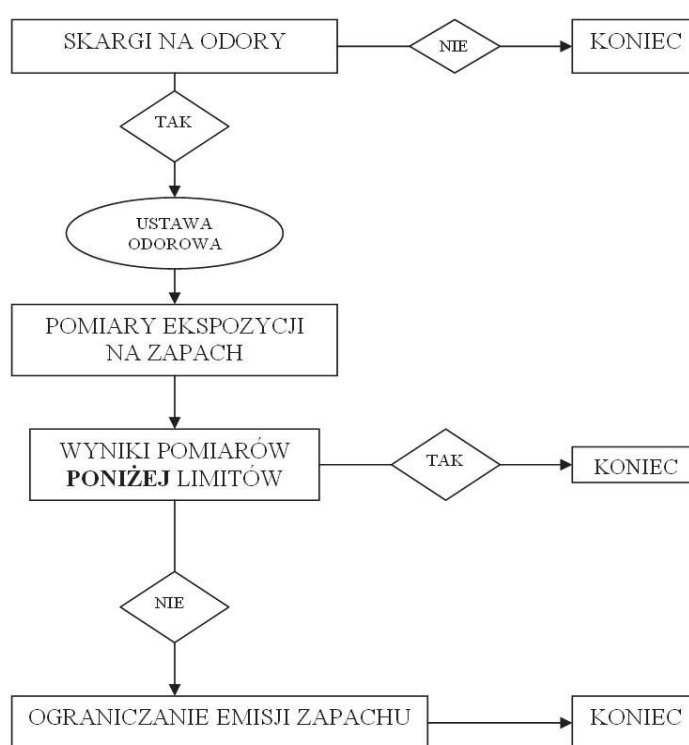 SKARGI NA ODORY
NIE
KONIEC
TAK
USTAWA
ODOROWA
POMIARY EKSPOZYCJI
NA ZAPACH
WYNIKI POMIARÓW
PONIŻEJ LIMITÓW
TAK
KONIEC
NIE
OGRANICZANIE EMISJI ZAPACHU
KONIEC